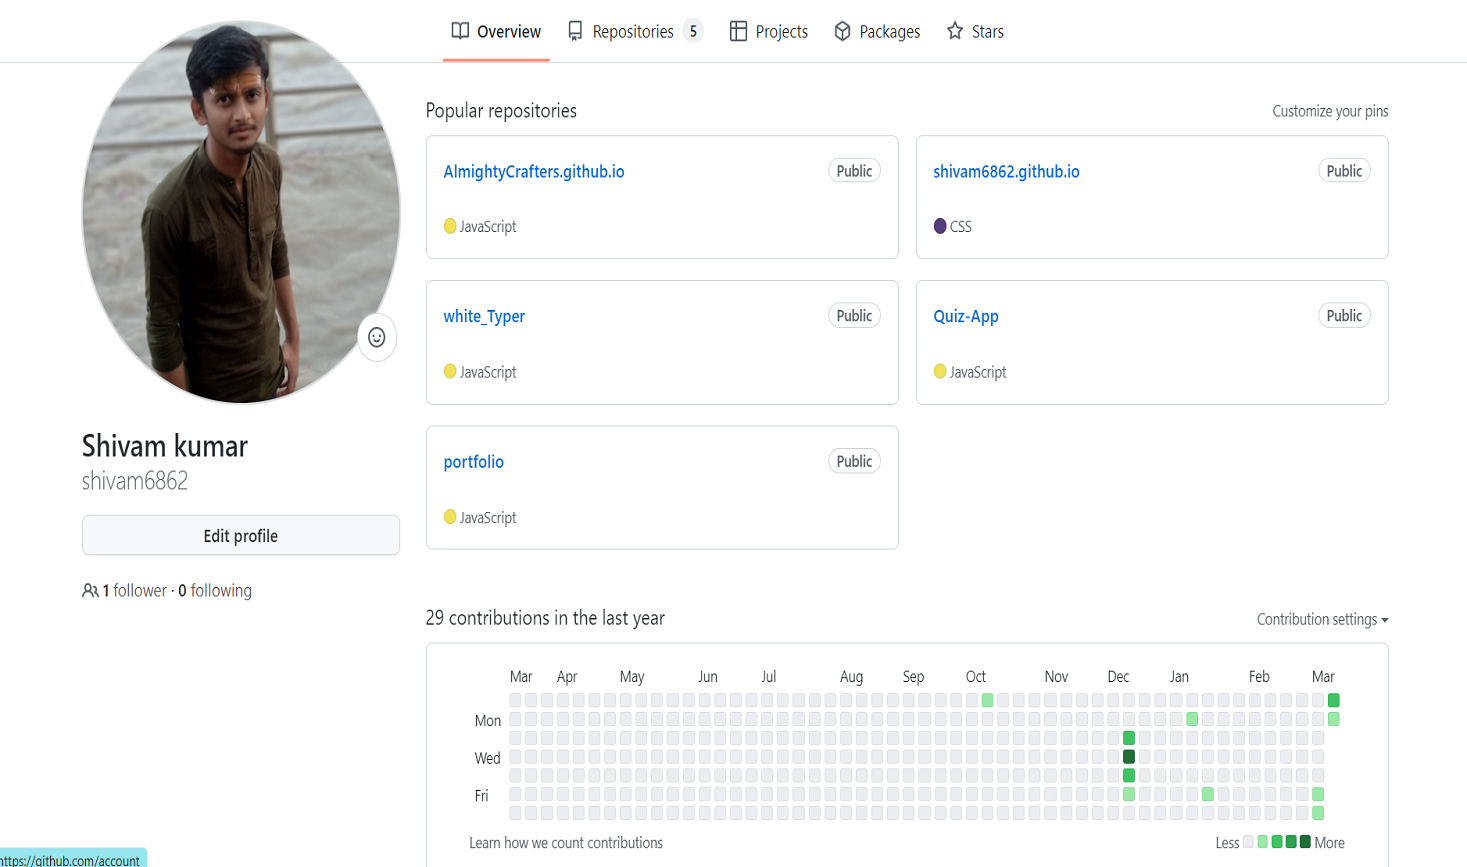 Overview Repositories 5 Projects Packages Stars
Popular repositories Customize your pins
AlmightyCrafters.github.io Public
JavaScript
shivam6862.github.io Public
CSS
white_Typer Public
JavaScript
Quiz-App Public
JavaScript
portfolio Public
JavaScript
Shivam kumar
shivam6862
Edit profile
1 follower · 0 following
29 contributions in the last year Contribution settings
Mar Apr May Jun Jul Aug Sep Oct Nov Dec Jan Feb Mar
Mon
Wed
Fri
Learn how we count contributions Less More
https://github.com/account